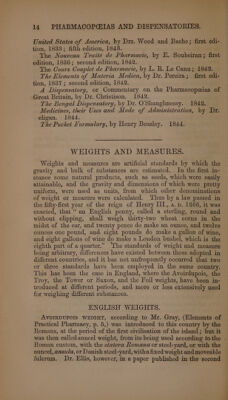 14 PHARMACOPŒIAS AND DISPENSATORIES.
United States of America, by Drs. Wood and Bache; first edi-
tion, 1833; fifth edition, 1843.
The Nouveau Traité de Pharmacie, by E. Soubeiran; first
edition, 1836; second edition, 1842.
The Cours Complet de Pharmacie, by L. R. Le Canu. 1842.
The Elements of Materia Medica, by Dr. Pereira; first edi-
tion, 1837; second edition, 1842.
A Dispensatory, or Commentary on the Pharmacopœias of
Great Britain, by Dr. Christison. 1842.
The Bengal Dispensatory, by Dr. O'Shaughnessy. 1842.
Medicines, their Uses and Mode of Administration, by Dr.
Neligan. 1844.
The Pocket Formulary, by Henry Beasley. 1844.
WEIGHTS AND MEASURES.
Weights and measures are artificial standards by which the
gravity and bulk of substances are estimated. In the first in-
stance some natural products, such as seeds, which were easily
attainable, and the gravity and dimensions of which were pretty
uniform, were used as units, from which other denominations
of weight or measure were calculated. Thus by a law passed in
the fifty-first year of the reign of Henry III., A. D. 1266, it was
enacted, that "an English penny, called a sterling, round and
without clipping, shall weigh thirty-two wheat corns in the
midst of the ear, and twenty pence do make an ounce, and twelve
ounces one pound, and eight pounds do make a gallon of wine,
and eight gallons of wine do make a London bushel, which is the
eighth part of a quarter." The standards of weight and measure
being arbitrary, differences have existed between those adopted in
different countries, and it has not unfrequently occurred that two
or three standards have been employed in the same country.
This has been the case in England, where the Avoirdupois, the
Troy, the Tower or Saxon, and the Foil weights, have been in-
troduced at different periods, and more or less extensively used
for weighing different substances.
ENGLISH WEIGHTS.
AVOIRDUPOIS WEIGHT, according to Mr. Gray, (Elements of
Practical Pharmacy, p. 5,) was introduced to this country by the
Romans, at the period of the first civilisation of the island; but it
was then called auncel weight, from its being used according to the
Roman custom, with the statera Romana or steel-yard, or with the
auncel, ansula, or Danish steel-yard, with a fixed weight and moveable
fulcrum. Dr. Ellis, however, in a paper published in the second